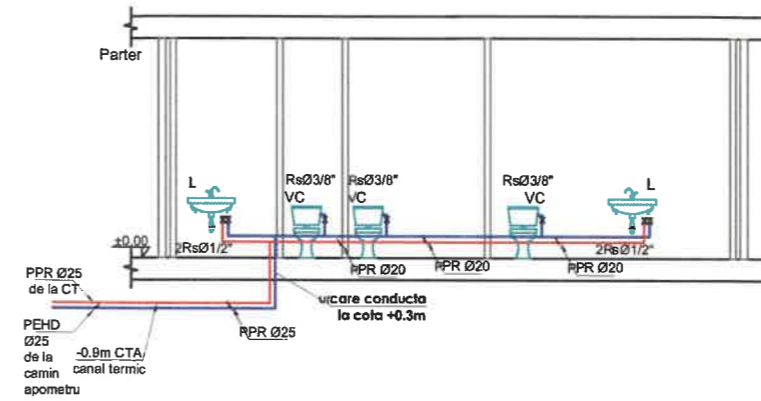 Parter
L
RsØ3/8"
VC
RsØ3/8"
VC
RsØ3/8"
VC
L
±0,00
2RsØ1/2"
2RsØ1/2"
PPR Ø20
PPR Ø20
PPR Ø20
PPR Ø25
de la CT
urcare conducta
la cota +0.3m
PEHD
Ø25
de la
camin
apometru
-0.9m CTA
canal termic
PPR Ø25